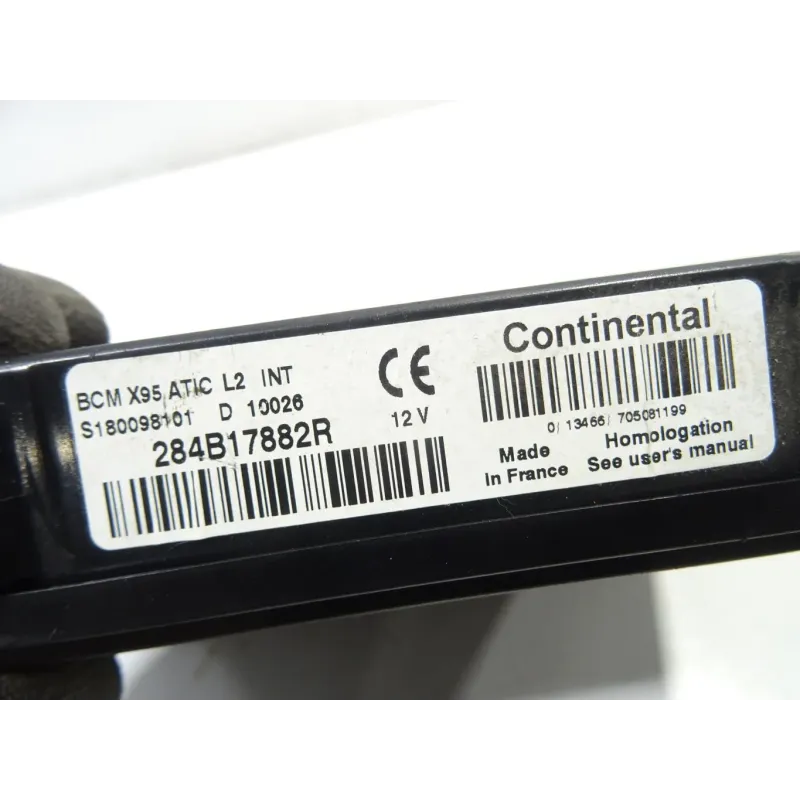 BCM X95 ATIC L2 INT
S180098101 D 10026
284B17882R
CE
12 V
Continental
0/ 13466/ 705081199
Made
in France
Homologation
See user's manual